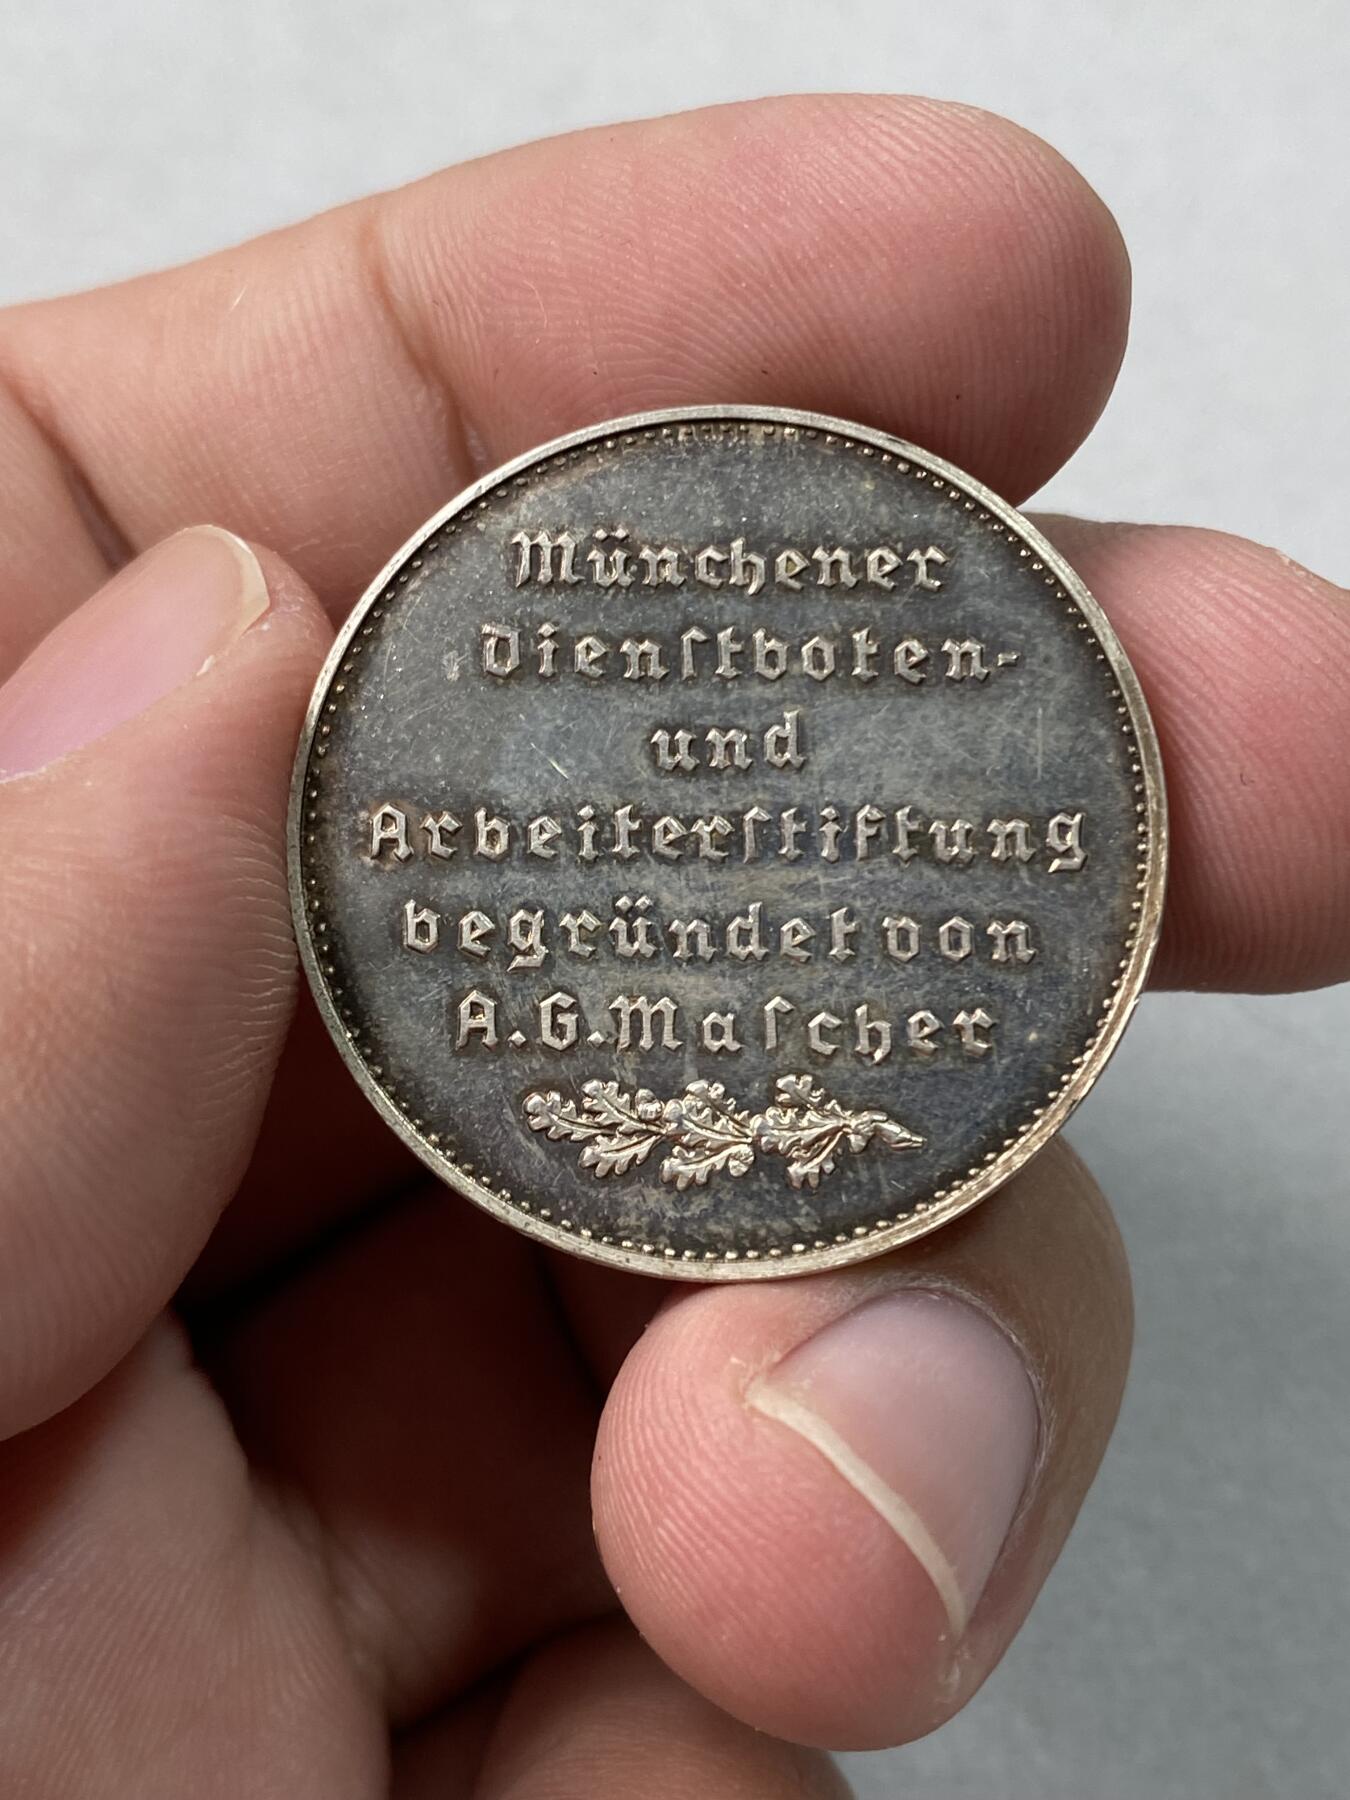 Münchener
Dienſtboten-
und
Arbeiterſtiftung
begründet von
A. G. Maſcher